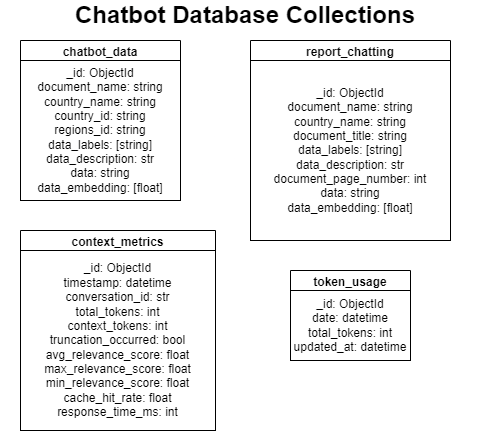 Chatbot Database Collections
chatbot_data
_id: ObjectId
document_name: string
country_name: string
country_id: string
regions_id: string
data_labels: [string]
data_description: str
data: string
data_embedding: [float]
report_chatting
_id: ObjectId
document_name: string
country_name: string
document_title: string
data_labels: [string]
data_description: str
document_page_number: int
data: string
data_embedding: [float]
context_metrics
_id: ObjectId
timestamp: datetime
conversation_id: str
total_tokens: int
context_tokens: int
truncation_occurred: bool
avg_relevance_score: float
max_relevance_score: float
min_relevance_score: float
cache_hit_rate: float
response_time_ms: int
token_usage
_id: ObjectId
date: datetime
total_tokens: int
updated_at: datetime